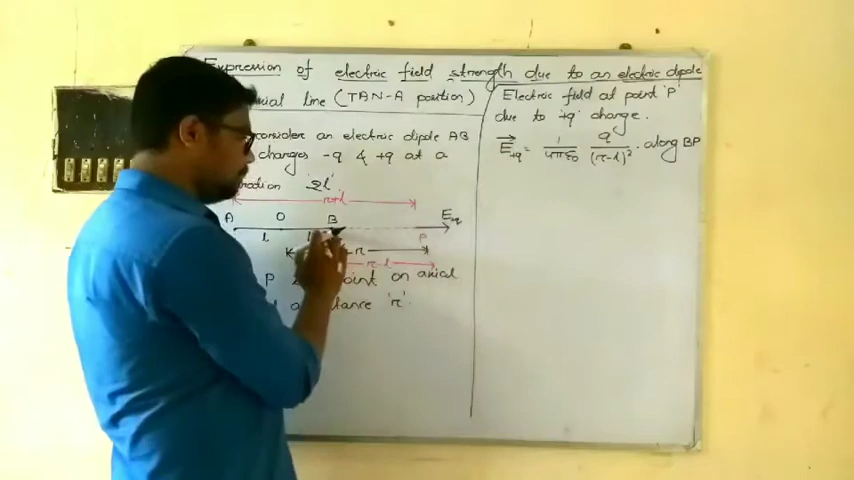 Expression of electric field strength due to an electric dipole
axial line (TAN-A position)
consider an electric dipole AB
charges -q & +q at a
2l.
r+l
A O B E+q
l l P
r
r-l
P point on axial
distance 'r'.
Electric field at point 'P'
due to +q charge.
E+q = 1/4πε0 q/(r-l)². along BP